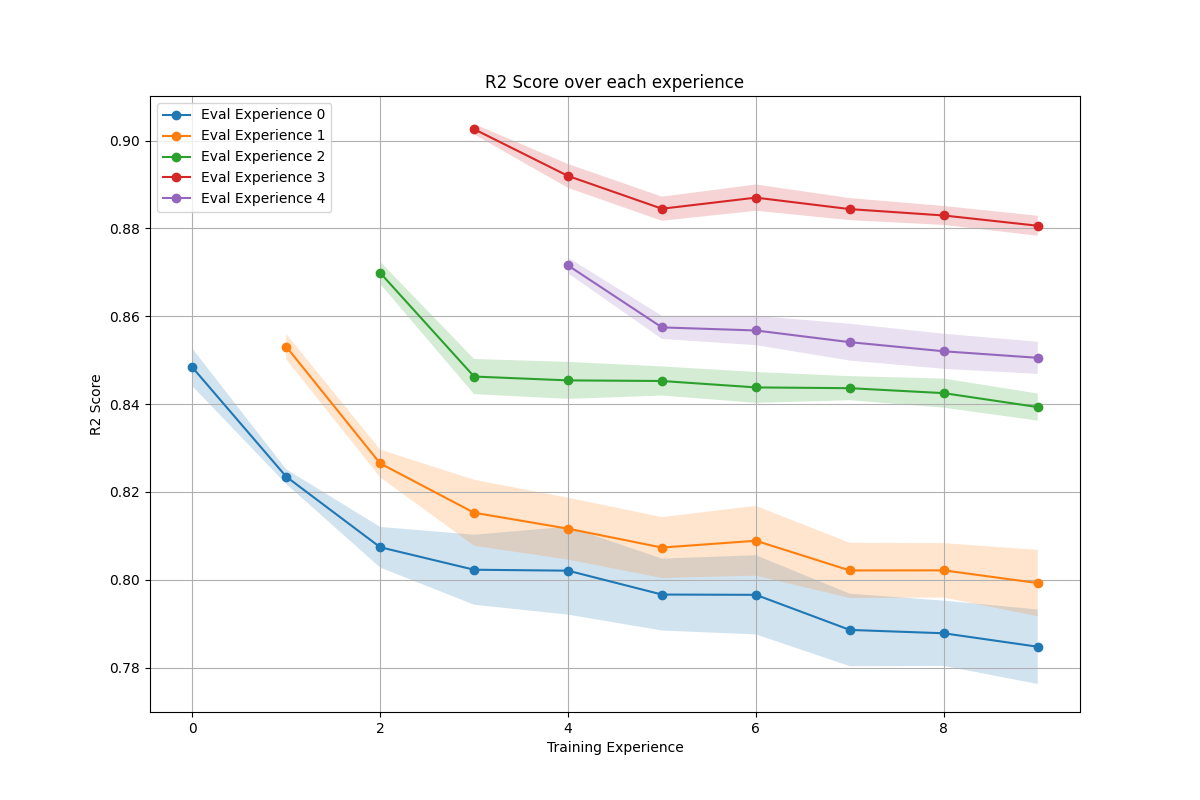 R2 Score over each experience
Eval Experience 0
Eval Experience 1
Eval Experience 2
Eval Experience 3
Eval Experience 4
0.90
0.88
0.86
0.84
0.82
0.80
0.78
R2 Score
0 2 4 6 8
Training Experience